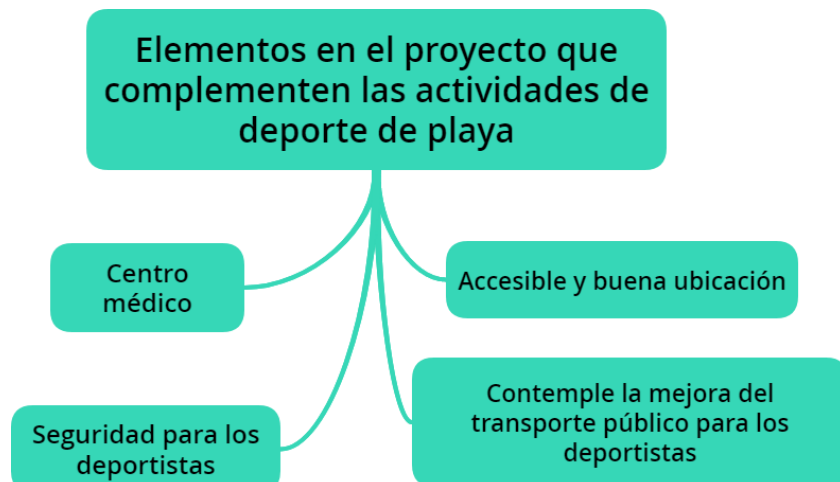 Elementos en el proyecto que
complementen las actividades de
deporte de playa
Centro
médico
Accesible y buena ubicación
Seguridad para los
deportistas
Contemple la mejora del
transporte público para los
deportistas